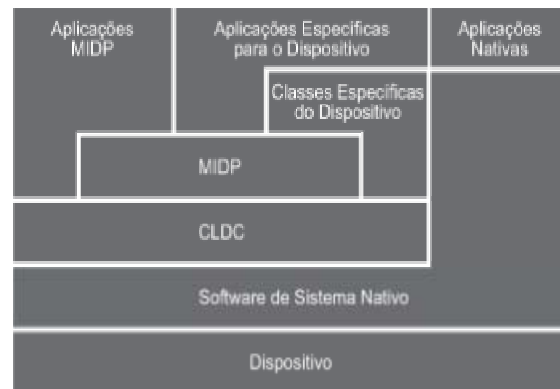 Aplicações
MIDP
Aplicações Específicas
para o Dispositivo
Aplicações
Nativas
Classes Específicas
do Dispositivo
MIDP
CLDC
Software de Sistema Nativo
Dispositivo